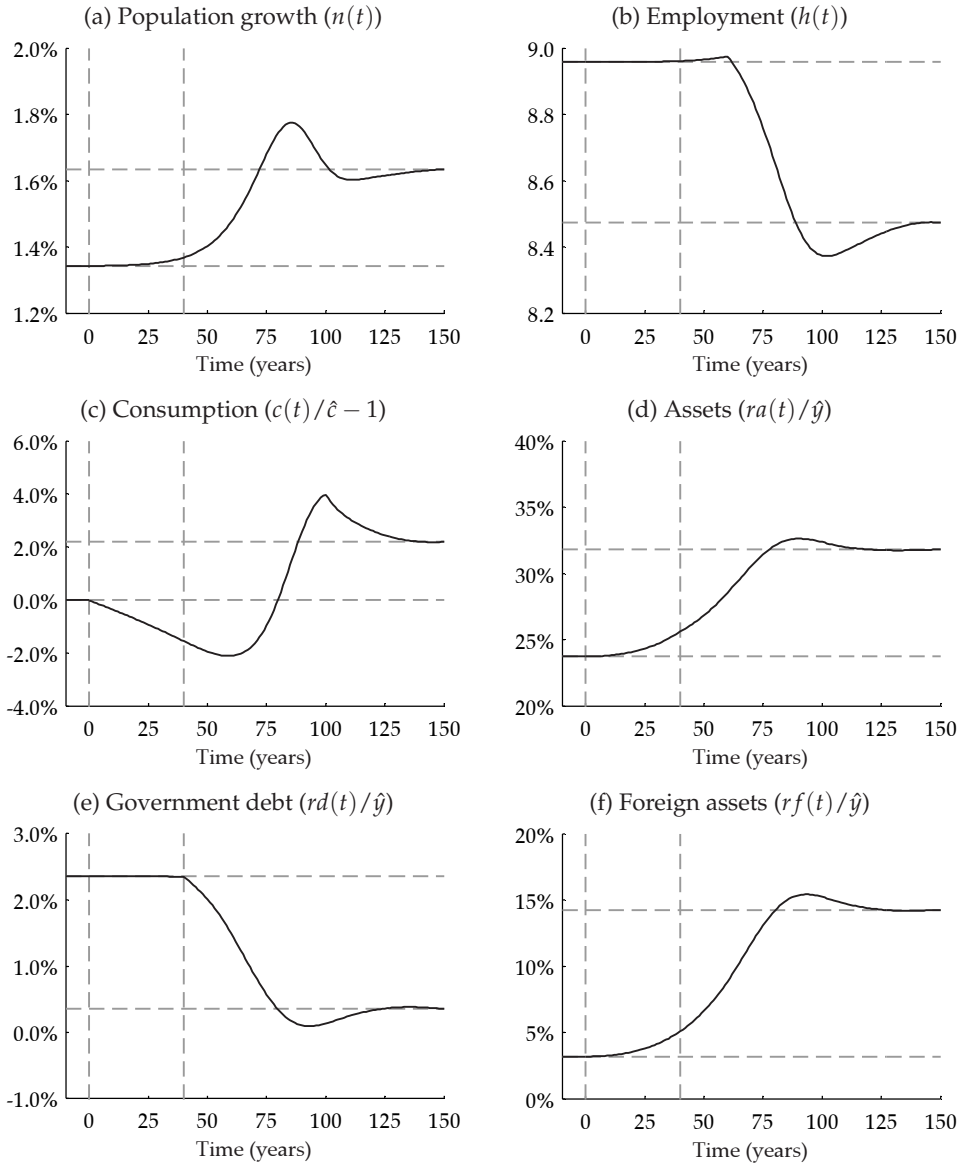 (a) Population growth (n(t))
2.0%
1.8%
1.6%
1.4%
1.2%
0 25 50 75 100 125 150
Time (years)
(b) Employment (h(t))
9.0
8.8
8.6
8.4
8.2
0 25 50 75 100 125 150
Time (years)
(c) Consumption (c(t)/ĉ − 1)
6.0%
4.0%
2.0%
0.0%
-2.0%
-4.0%
0 25 50 75 100 125 150
Time (years)
(d) Assets (ra(t)/ŷ)
40%
35%
30%
25%
20%
0 25 50 75 100 125 150
Time (years)
(e) Government debt (rd(t)/ŷ)
3.0%
2.0%
1.0%
0.0%
-1.0%
0 25 50 75 100 125 150
Time (years)
(f) Foreign assets (rf(t)/ŷ)
20%
15%
10%
5%
0%
0 25 50 75 100 125 150
Time (years)